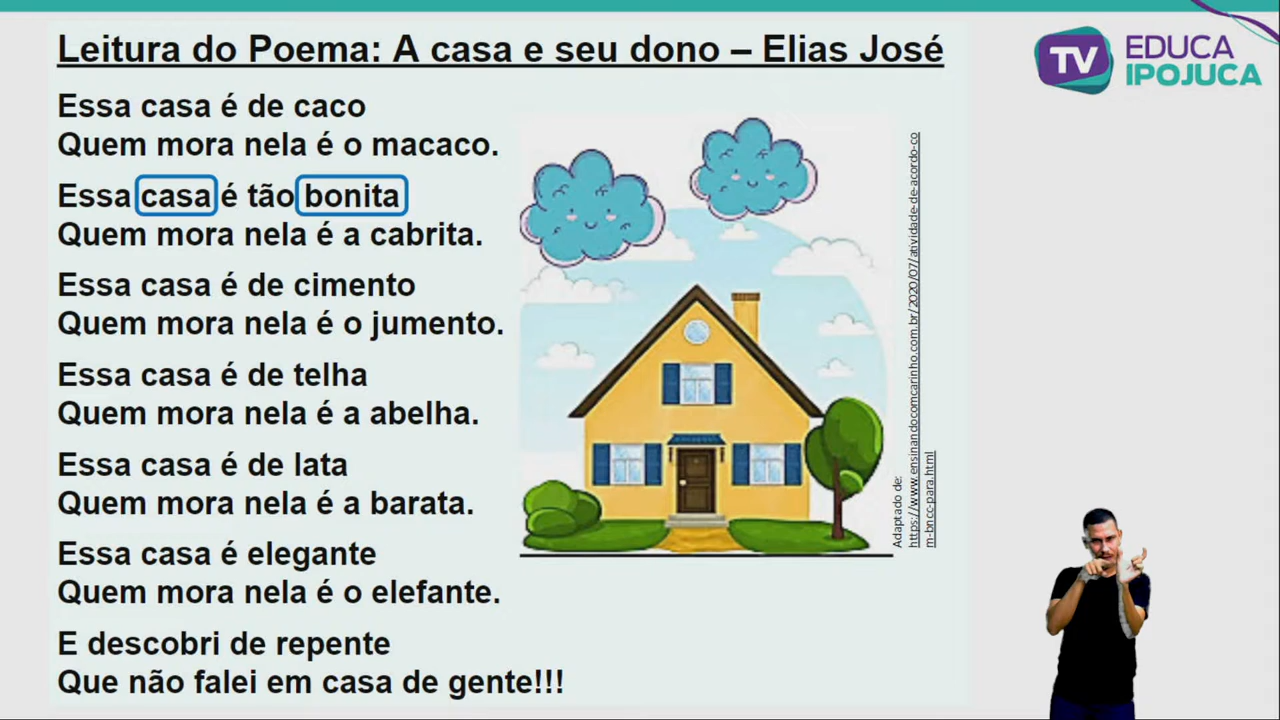 Leitura do Poema: A casa e seu dono – Elias José
TV EDUCA
IPOJUCA
Essa casa é de caco
Quem mora nela é o macaco.
Essa casa é tão bonita
Quem mora nela é a cabrita.
Essa casa é de cimento
Quem mora nela é o jumento.
Essa casa é de telha
Quem mora nela é a abelha.
Essa casa é de lata
Quem mora nela é a barata.
Essa casa é elegante
Quem mora nela é o elefante.
E descobri de repente
Que não falei em casa de gente!!!
Adaptado de:
https://www.ensinandocomcarinho.com.br/2020/07/atividade-de-acordo-co
m-bncc-para.html